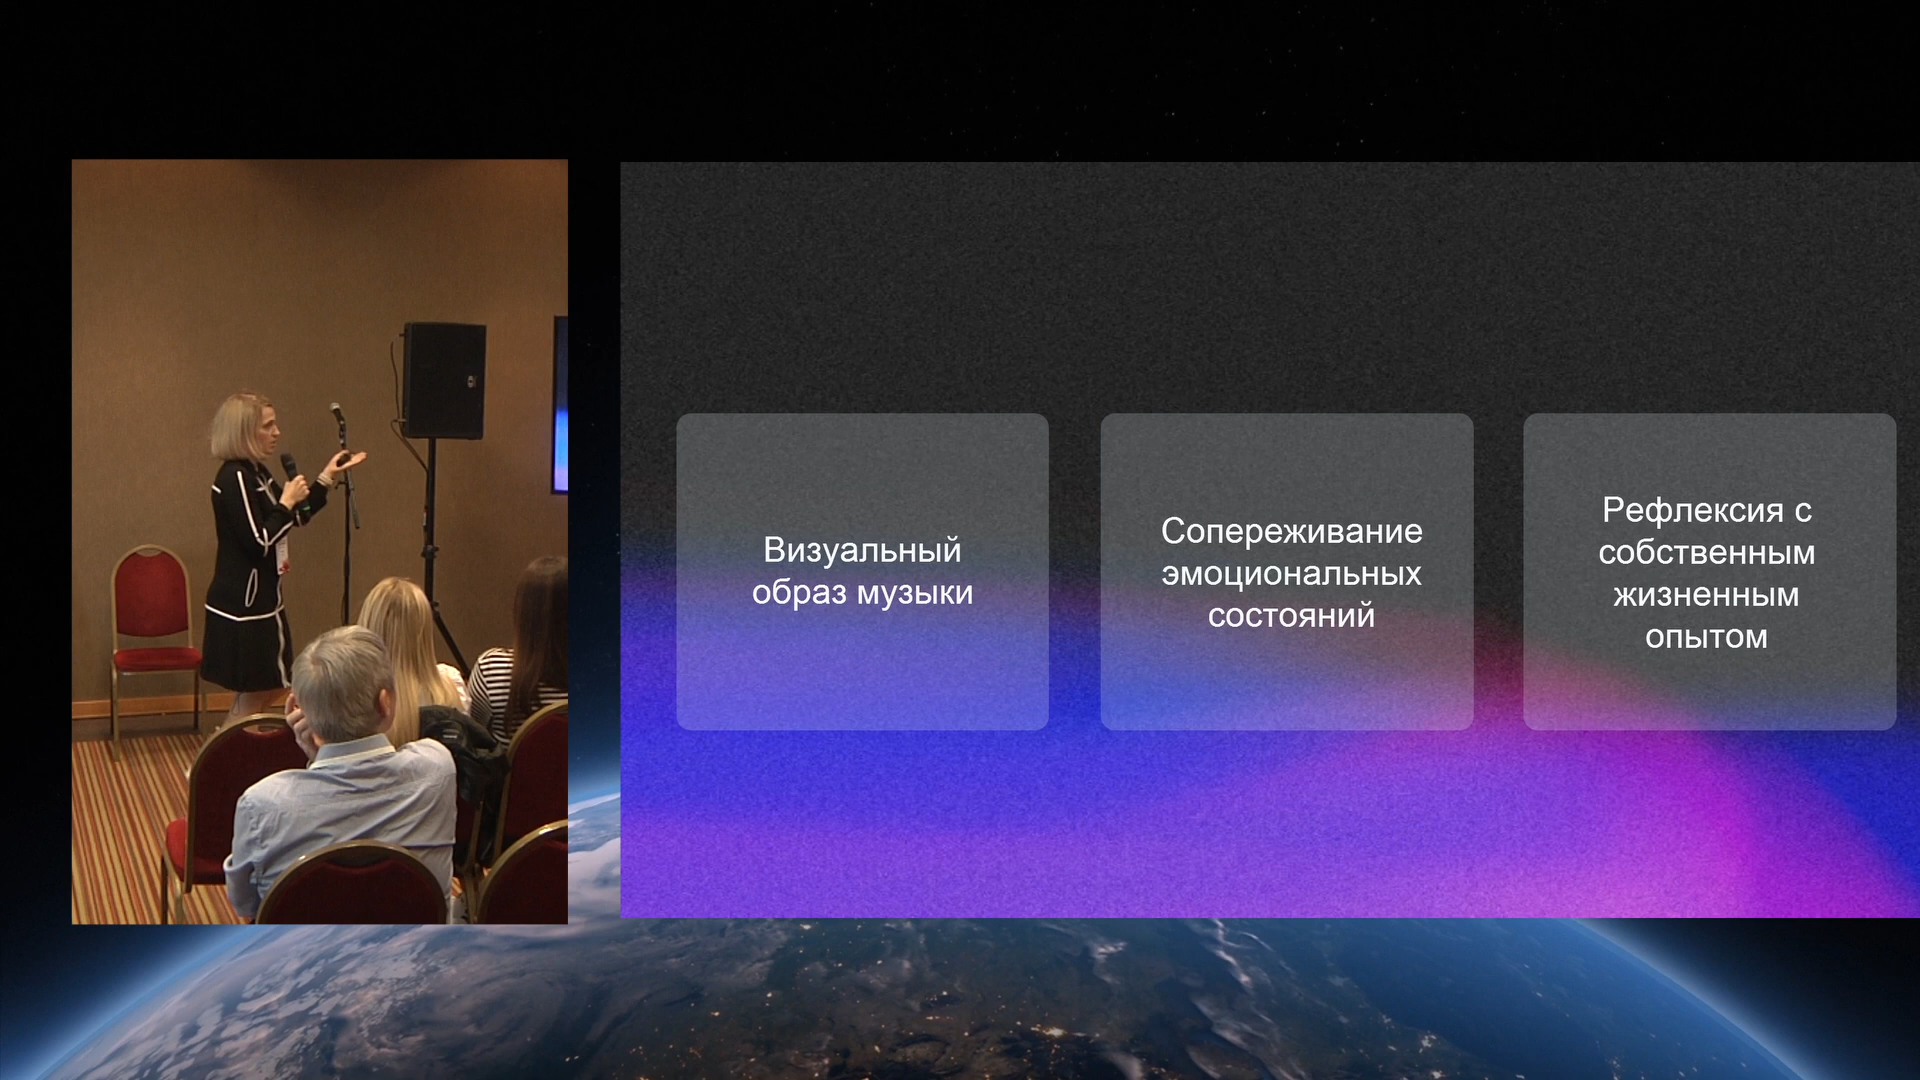 Визуальный
образ музыки
Сопереживание
эмоциональных
состояний
Рефлексия с
собственным
жизненным
опытом